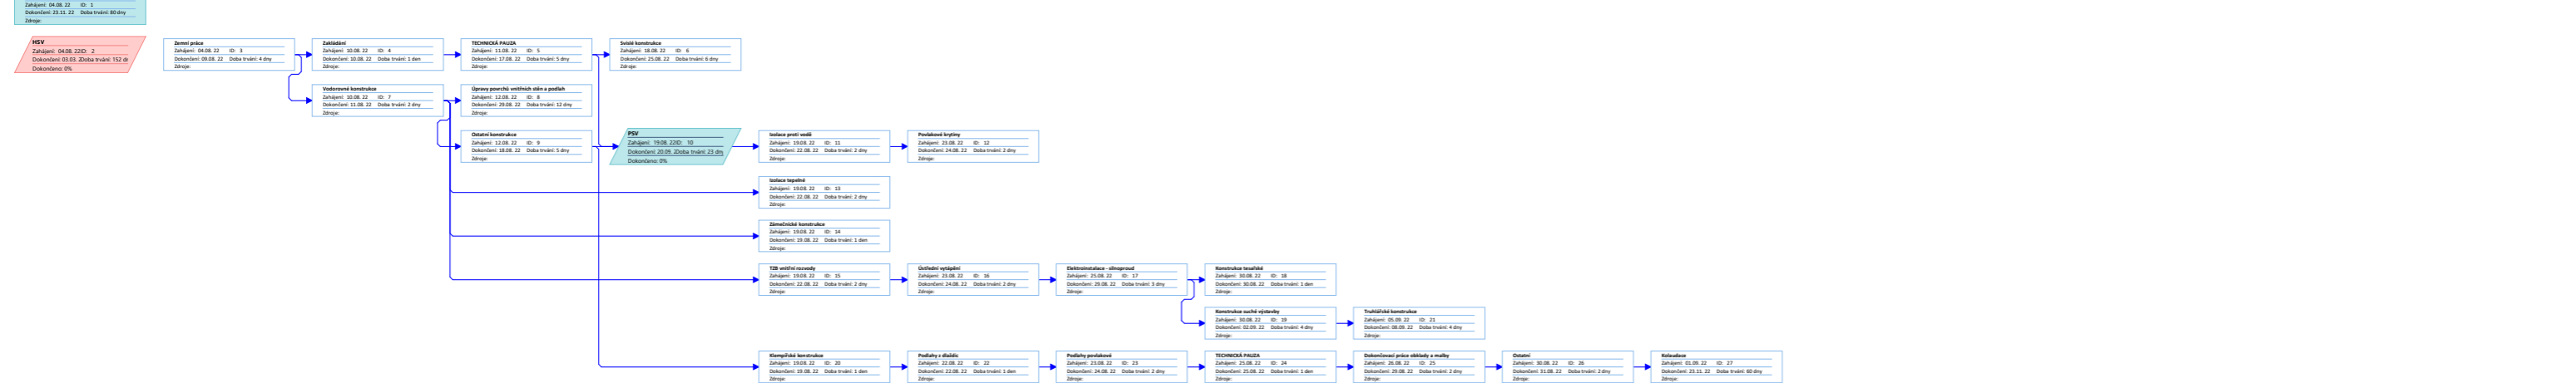 Zahájení: 04.08. 22 ID: 1
Dokončení: 23.11. 22 Doba trvání: 80 dny
Zdroje:
HSV
Zahájení: 04.08. 22ID: 2
Dokončení: 03.03. 2Doba trvání: 152 d
Dokončeno: 0%
Zemní práce
Zahájení: 04.08. 22 ID: 3
Dokončení: 09.08. 22 Doba trvání: 4 dny
Zdroje:
Zakládání
Zahájení: 10.08. 22 ID: 4
Dokončení: 10.08. 22 Doba trvání: 1 den
Zdroje:
TECHNICKÁ PAUZA
Zahájení: 11.08. 22 ID: 5
Dokončení: 17.08. 22 Doba trvání: 5 dny
Zdroje:
Svislé konstrukce
Zahájení: 18.08. 22 ID: 6
Dokončení: 25.08. 22 Doba trvání: 6 dny
Zdroje:
Vodorovné konstrukce
Zahájení: 10.08. 22 ID: 7
Dokončení: 11.08. 22 Doba trvání: 2 dny
Zdroje:
Úpravy povrchů vnitřních stěn a podlah
Zahájení: 12.08. 22 ID: 8
Dokončení: 29.08. 22 Doba trvání: 12 dny
Zdroje:
Ostatní konstrukce
Zahájení: 12.08. 22 ID: 9
Dokončení: 18.08. 22 Doba trvání: 5 dny
Zdroje:
PSV
Zahájení: 19.08. 22ID: 10
Dokončení: 20.09. 2Doba trvání: 23 dny
Dokončeno: 0%
Izolace proti vodě
Zahájení: 19.08. 22 ID: 11
Dokončení: 22.08. 22 Doba trvání: 2 dny
Zdroje:
Povlakové krytiny
Zahájení: 23.08. 22 ID: 12
Dokončení: 24.08. 22 Doba trvání: 2 dny
Zdroje:
Izolace tepelné
Zahájení: 19.08. 22 ID: 13
Dokončení: 22.08. 22 Doba trvání: 2 dny
Zdroje:
Zámečnické konstrukce
Zahájení: 19.08. 22 ID: 14
Dokončení: 19.08. 22 Doba trvání: 1 den
Zdroje:
TZB vnitřní rozvody
Zahájení: 19.08. 22 ID: 15
Dokončení: 22.08. 22 Doba trvání: 2 dny
Zdroje:
Ústřední vytápění
Zahájení: 23.08. 22 ID: 16
Dokončení: 24.08. 22 Doba trvání: 2 dny
Zdroje:
Elektroinstalace - silnoproud
Zahájení: 25.08. 22 ID: 17
Dokončení: 29.08. 22 Doba trvání: 3 dny
Zdroje:
Konstrukce tesařské
Zahájení: 30.08. 22 ID: 18
Dokončení: 30.08. 22 Doba trvání: 1 den
Zdroje:
Konstrukce suché výstavby
Zahájení: 30.08. 22 ID: 19
Dokončení: 02.09. 22 Doba trvání: 4 dny
Zdroje:
Truhlářské konstrukce
Zahájení: 05.09. 22 ID: 21
Dokončení: 08.09. 22 Doba trvání: 4 dny
Zdroje:
Klempířské konstrukce
Zahájení: 19.08. 22 ID: 20
Dokončení: 19.08. 22 Doba trvání: 1 den
Zdroje:
Podlahy z dlaždic
Zahájení: 22.08. 22 ID: 22
Dokončení: 22.08. 22 Doba trvání: 1 den
Zdroje:
Podlahy povlakové
Zahájení: 23.08. 22 ID: 23
Dokončení: 24.08. 22 Doba trvání: 2 dny
Zdroje:
TECHNICKÁ PAUZA
Zahájení: 25.08. 22 ID: 24
Dokončení: 25.08. 22 Doba trvání: 1 den
Zdroje:
Dokončovací práce obklady a malby
Zahájení: 26.08. 22 ID: 25
Dokončení: 29.08. 22 Doba trvání: 2 dny
Zdroje:
Ostatní
Zahájení: 30.08. 22 ID: 26
Dokončení: 31.08. 22 Doba trvání: 2 dny
Zdroje:
Kolaudace
Zahájení: 01.09. 22 ID: 27
Dokončení: 23.11. 22 Doba trvání: 60 dny
Zdroje: